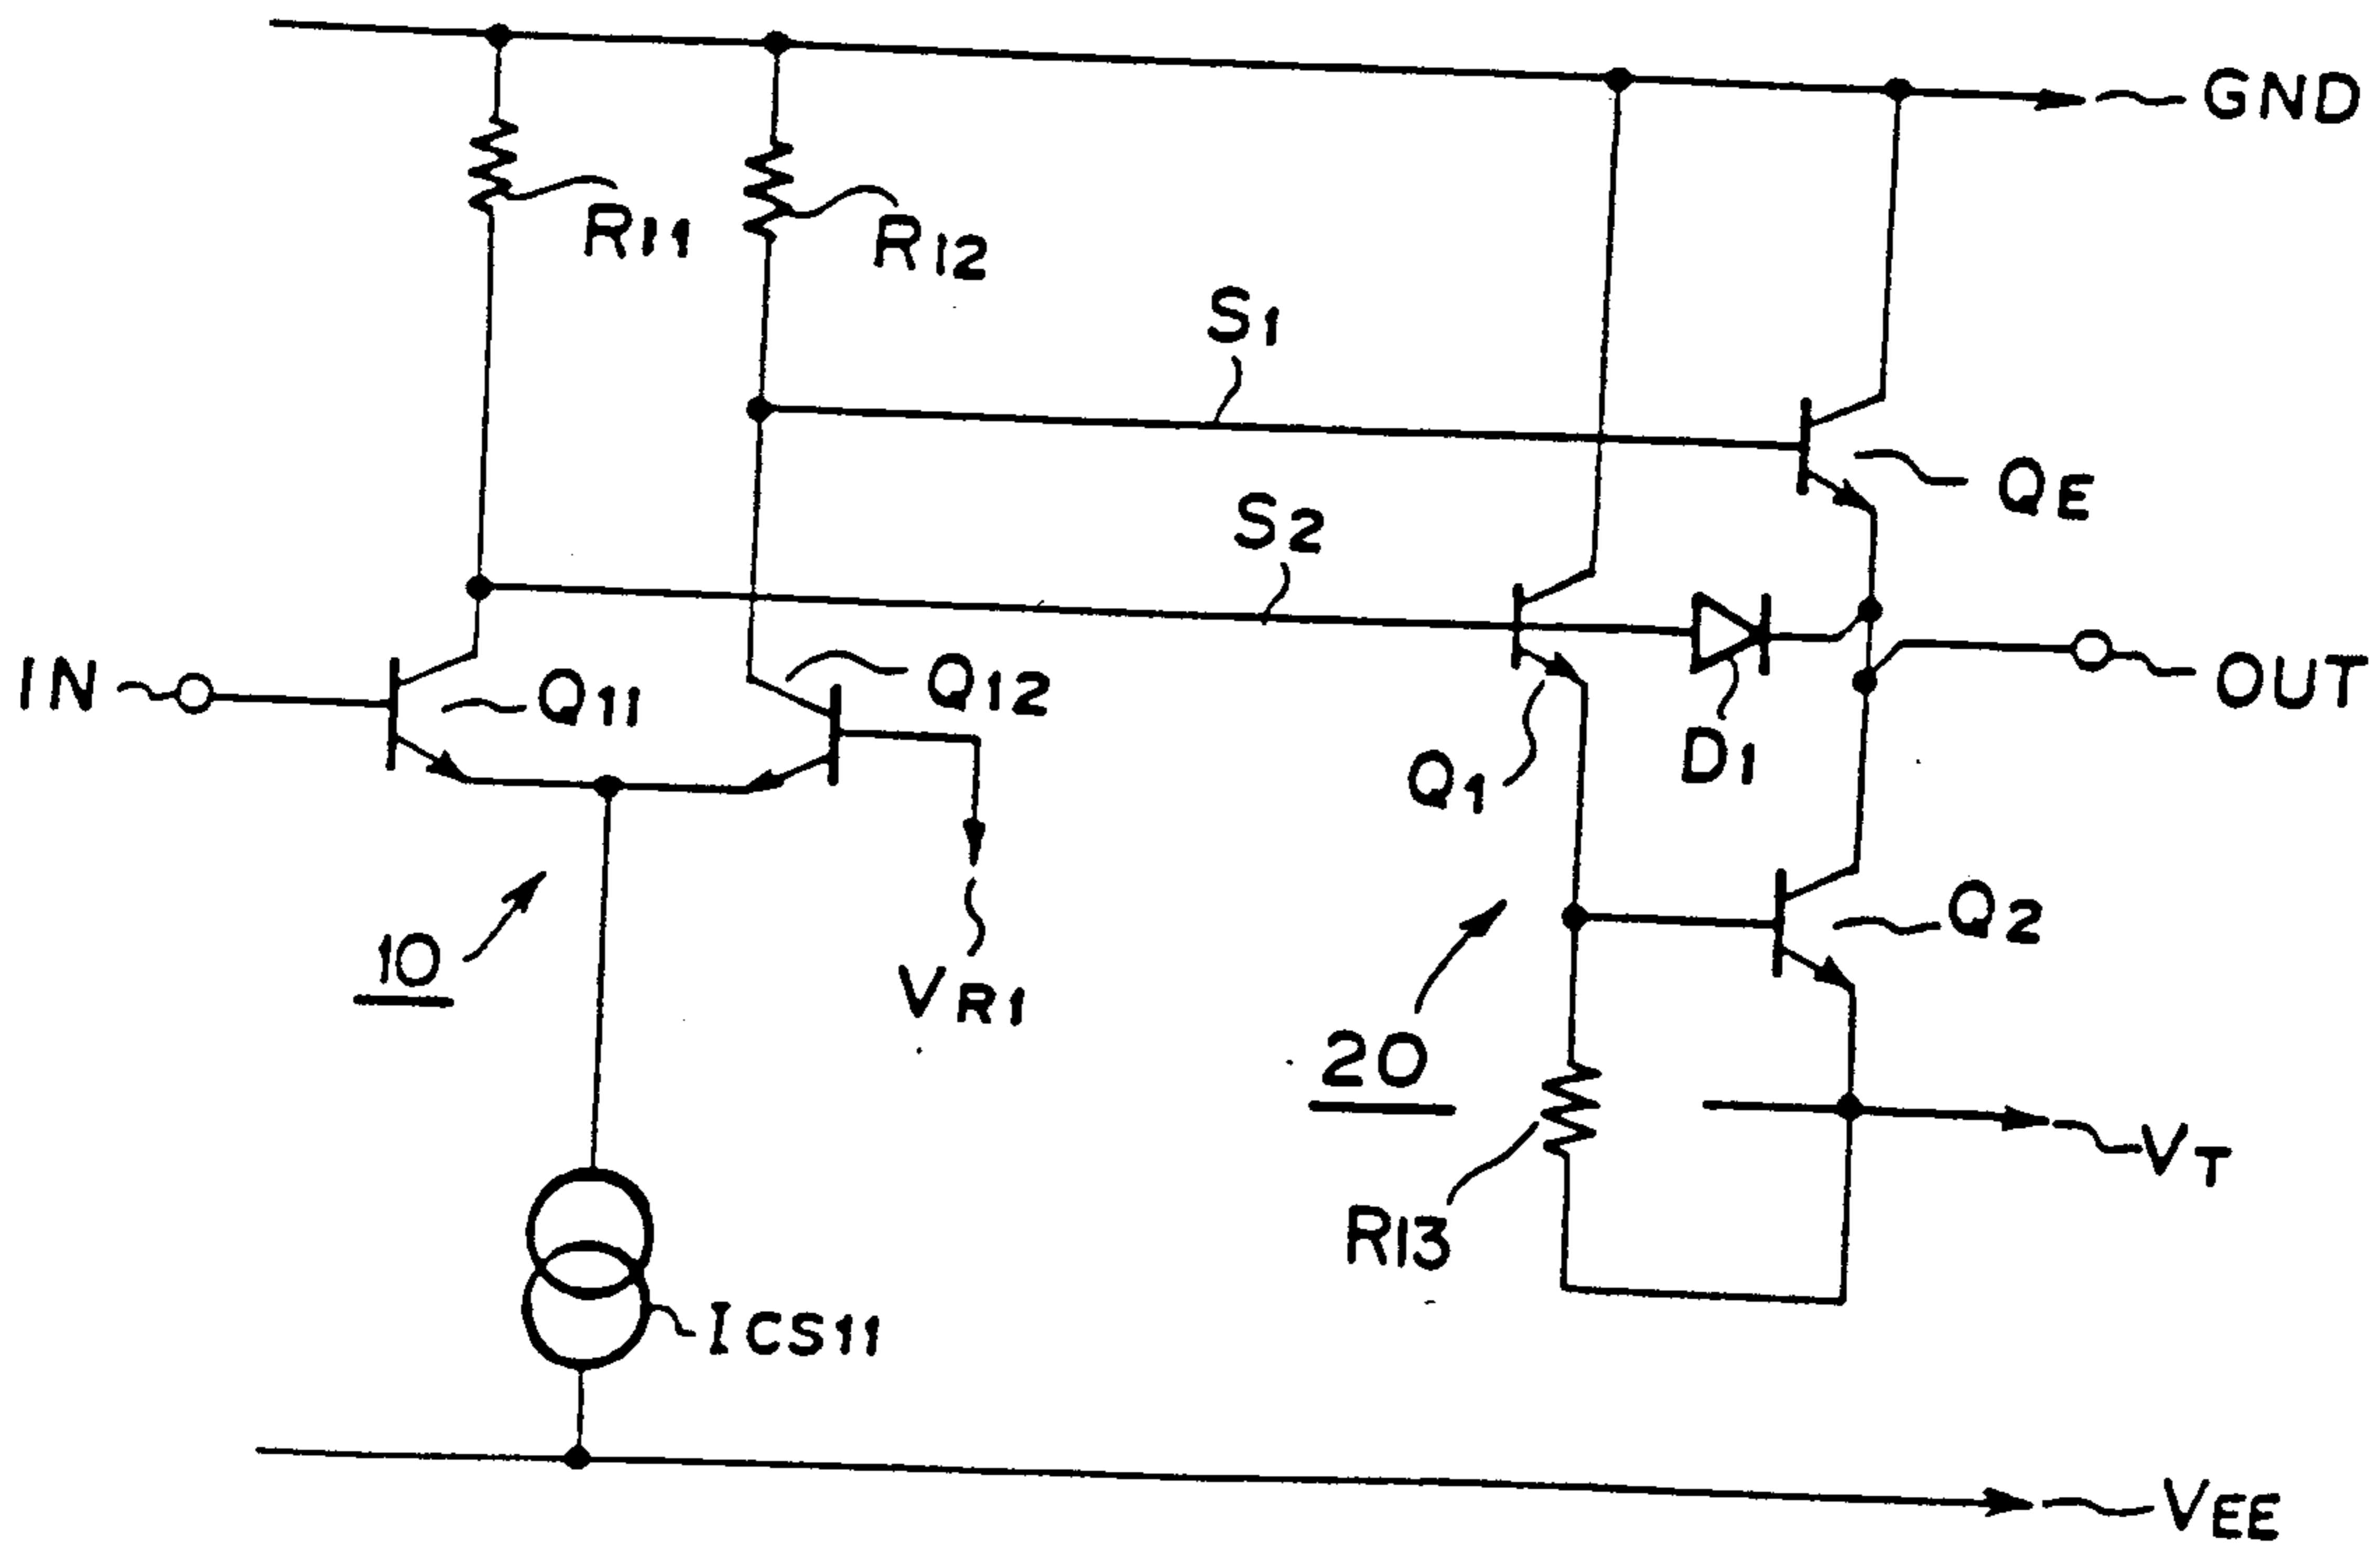 GND
R11
R12
S1
QE
S2
IN
Q11
Q12
OUT
Q1
D1
10
VR1
20
Q2
R13
VT
ICS11
VEE